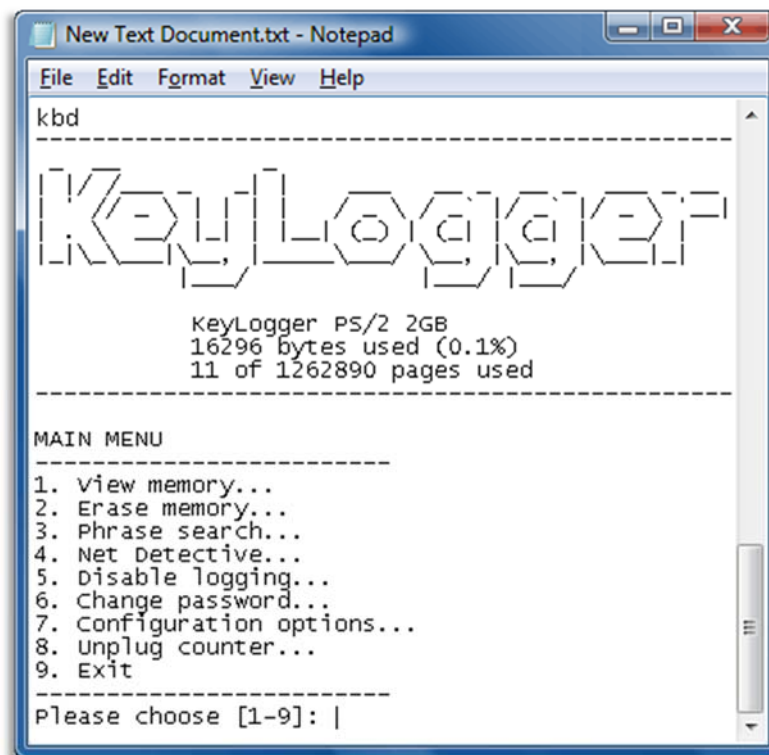 New Text Document.txt - Notepad
File Edit Format View Help
kbd
------------------------------------------------
KeyLogger
KeyLogger PS/2 2GB
16296 bytes used (0.1%)
11 of 1262890 pages used
------------------------------------------------
MAIN MENU
-------------------------
1. View memory...
2. Erase memory...
3. Phrase search...
4. Net Detective...
5. Disable logging...
6. Change password...
7. Configuration options...
8. Unplug counter...
9. Exit
-------------------------
Please choose [1-9]: |